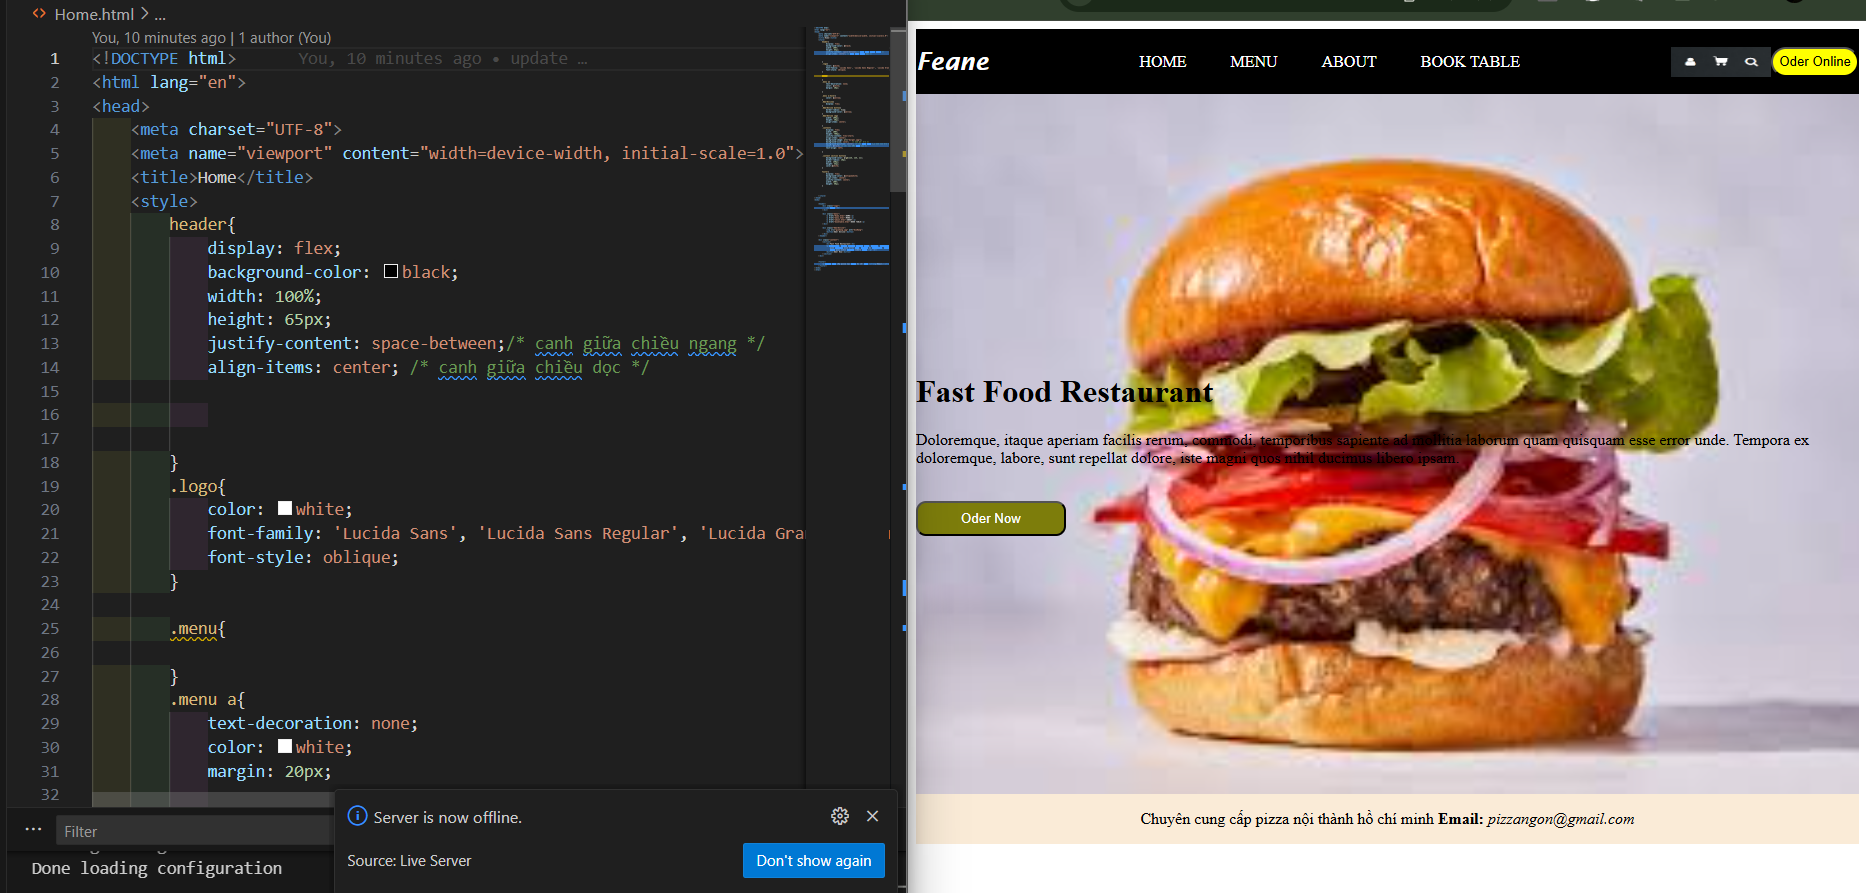 Home.html > ...
You, 10 minutes ago | 1 author (You)
1 <!DOCTYPE html> You, 10 minutes ago • update …
2 <html lang="en">
3 <head>
4 <meta charset="UTF-8">
5 <meta name="viewport" content="width=device-width, initial-scale=1.0">
6 <title>Home</title>
7 <style>
8 header{
9 display: flex;
10 background-color: black;
11 width: 100%;
12 height: 65px;
13 justify-content: space-between;/* canh giữa chiều ngang */
14 align-items: center; /* canh giữa chiều dọc */
15
16
17
18 }
19 .logo{
20 color: white;
21 font-family: 'Lucida Sans', 'Lucida Sans Regular', 'Lucida Gra
22 font-style: oblique;
23 }
24
25 .menu{
26
27 }
28 .menu a{
29 text-decoration: none;
30 color: white;
31 margin: 20px;
32
Filter
Done loading configuration
Server is now offline.
Source: Live Server
Don't show again
Feane
HOME MENU ABOUT BOOK TABLE
Oder Online
Fast Food Restaurant
Doloremque, itaque aperiam facilis rerum, commodi, temporibus sapiente ad mollitia laborum quam quisquam esse error unde. Tempora ex
doloremque, labore, sunt repellat dolore, iste magni quos nihil ducimus libero ipsam.
Oder Now
Chuyên cung cấp pizza nội thành hồ chí minh Email: pizzangon@gmail.com